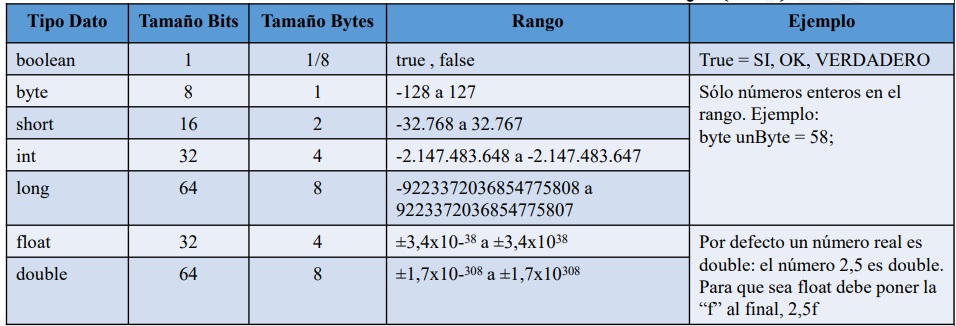 Tipo Dato Tamaño Bits Tamaño Bytes Rango Ejemplo
boolean 1 1/8 true , false True = SI, OK, VERDADERO
byte 8 1 -128 a 127 Sólo números enteros en el
rango. Ejemplo:
byte unByte = 58;
short 16 2 -32.768 a 32.767
int 32 4 -2.147.483.648 a -2.147.483.647
long 64 8 -9223372036854775808 a
9223372036854775807
float 32 4 ±3,4x10-³⁸ a ±3,4x10³⁸ Por defecto un número real es
double: el número 2,5 es double.
Para que sea float debe poner la
“f” al final, 2,5f
double 64 8 ±1,7x10-³⁰⁸ a ±1,7x10³⁰⁸